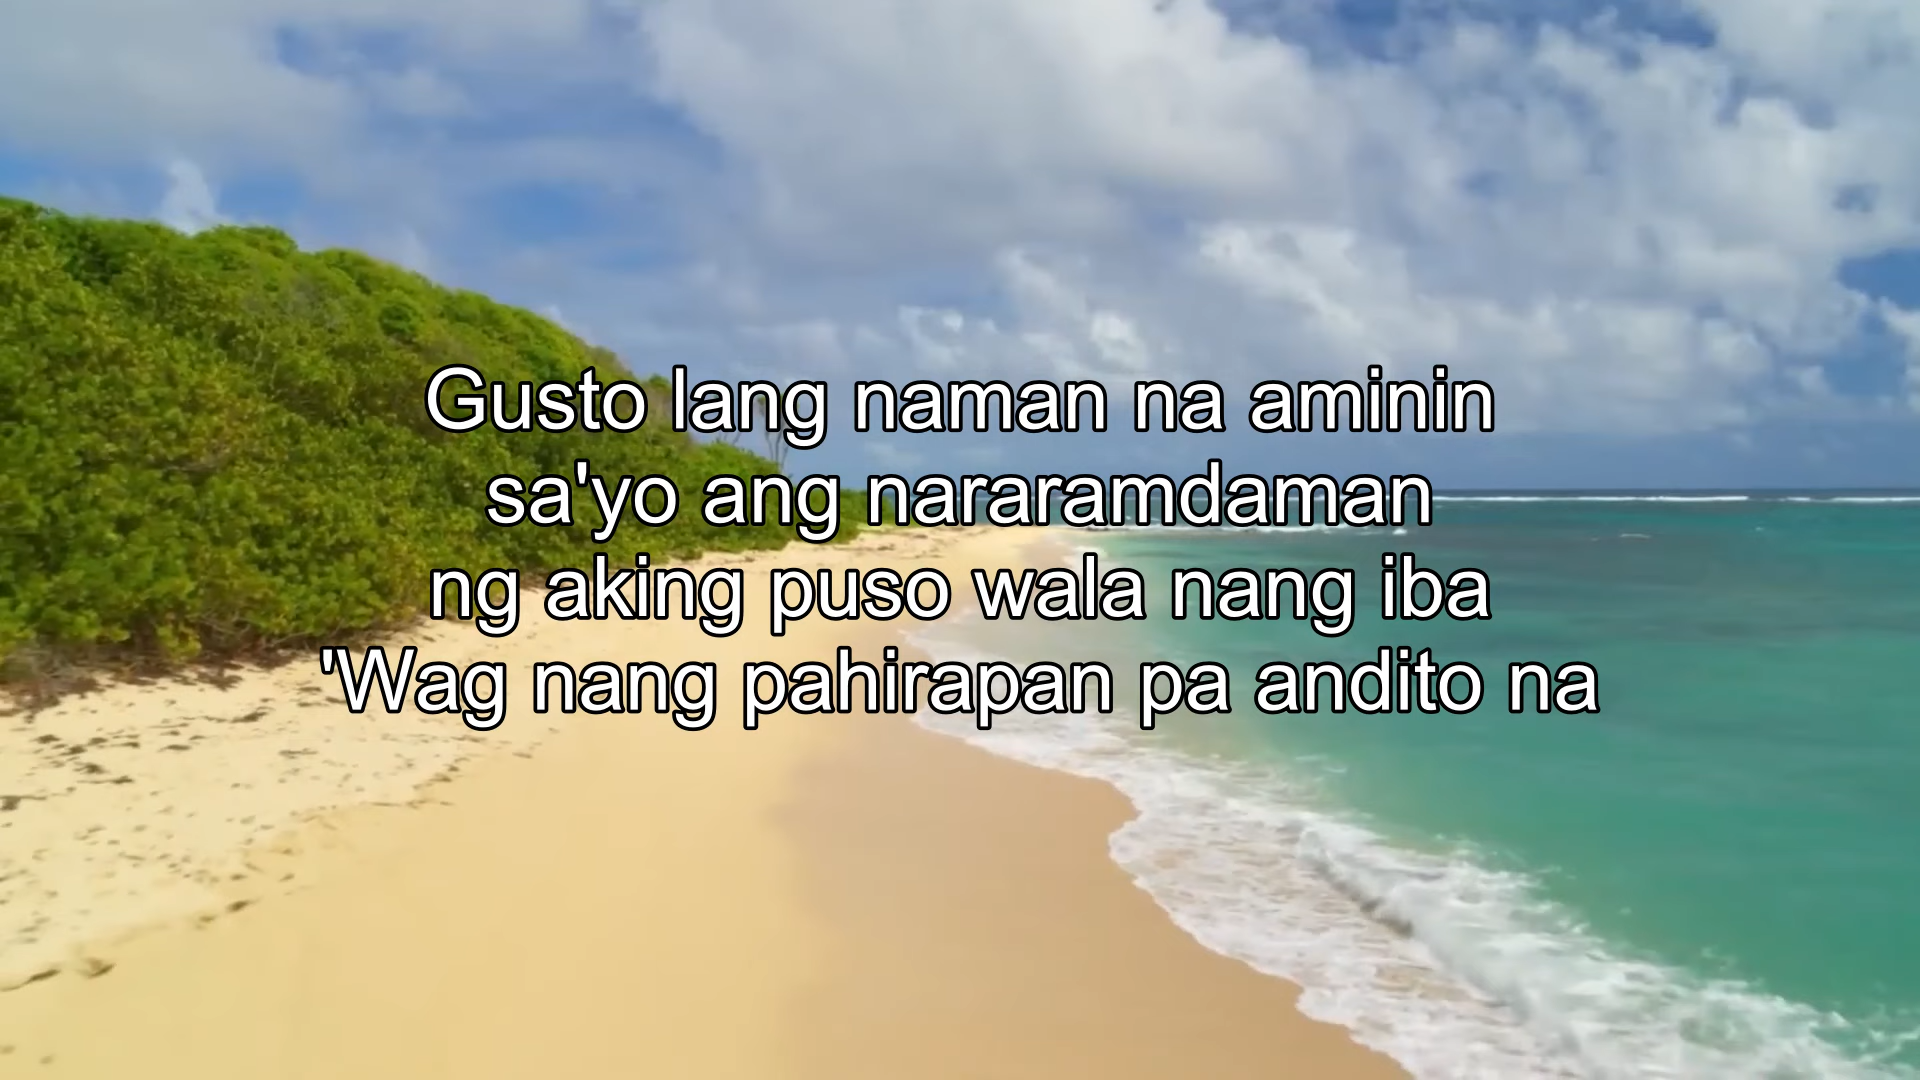 Gusto lang naman na aminin
sa'yo ang nararamdaman
ng aking puso wala nang iba
'Wag nang pahirapan pa andito na